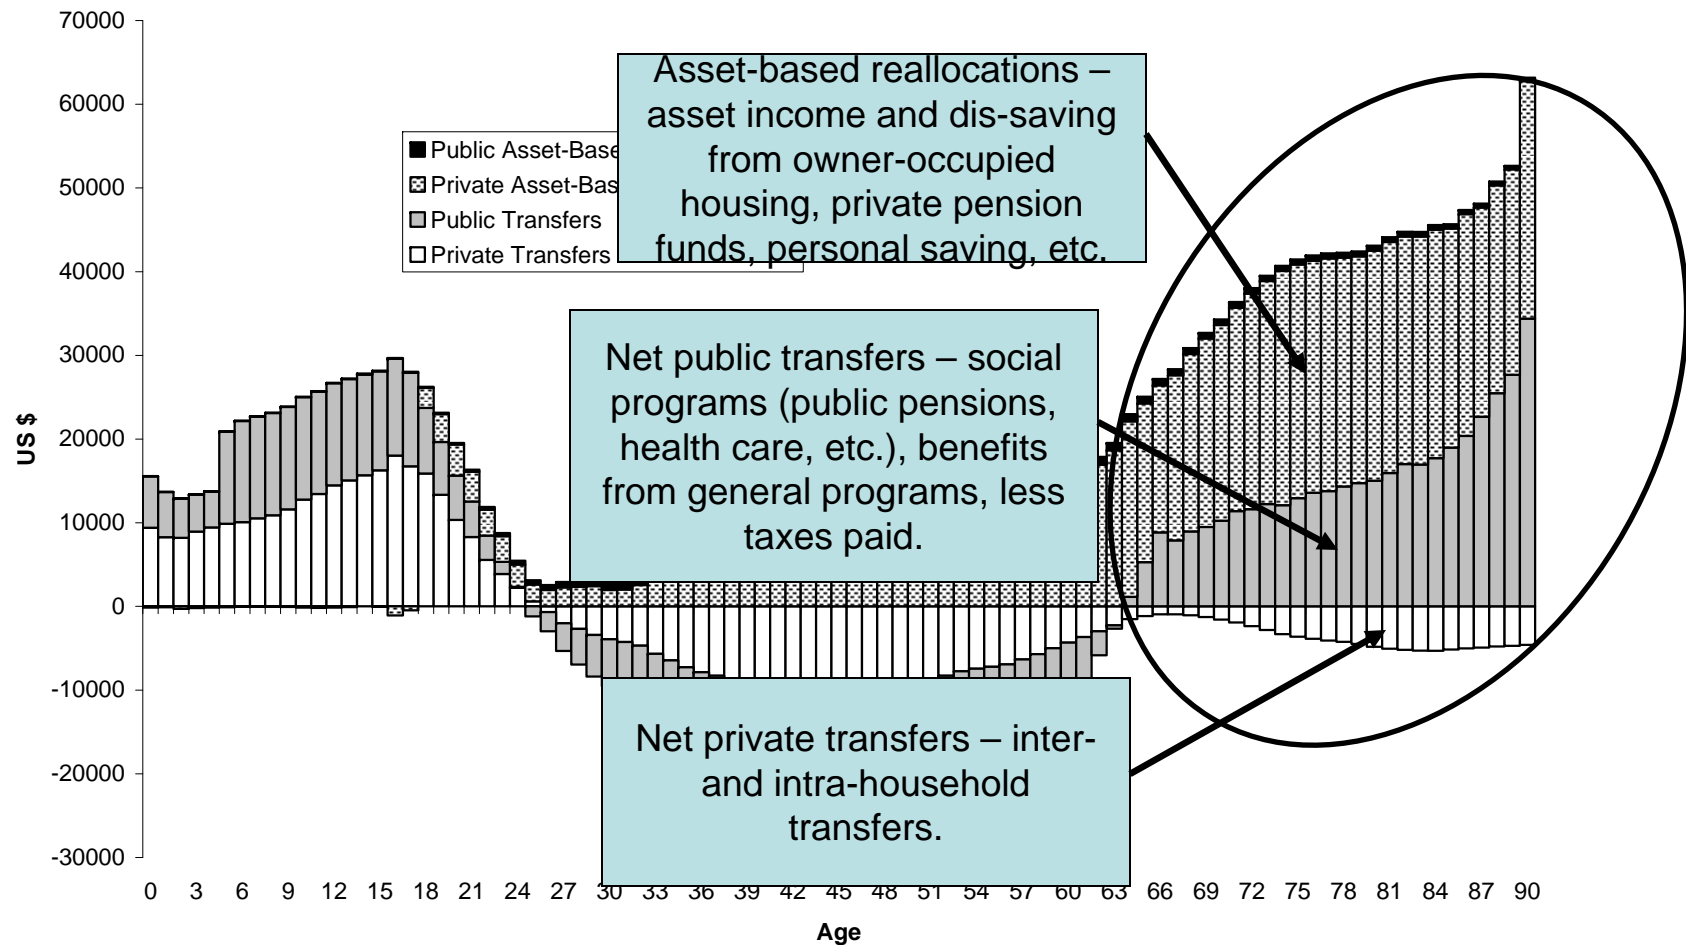 70000
60000
50000
40000
30000
20000
10000
0
-10000
-20000
-30000
US $
Public Asset-Base
Private Asset-Bas
Public Transfers
Private Transfers
Asset-based reallocations –
asset income and dis-saving
from owner-occupied
housing, private pension
funds, personal saving, etc.
Net public transfers – social
programs (public pensions,
health care, etc.), benefits
from general programs, less
taxes paid.
Net private transfers – inter-
and intra-household
transfers.
0 3 6 9 12 15 18 21 24 27 30 33 36 39 42 45 48 51 54 57 60 63 66 69 72 75 78 81 84 87 90
Age